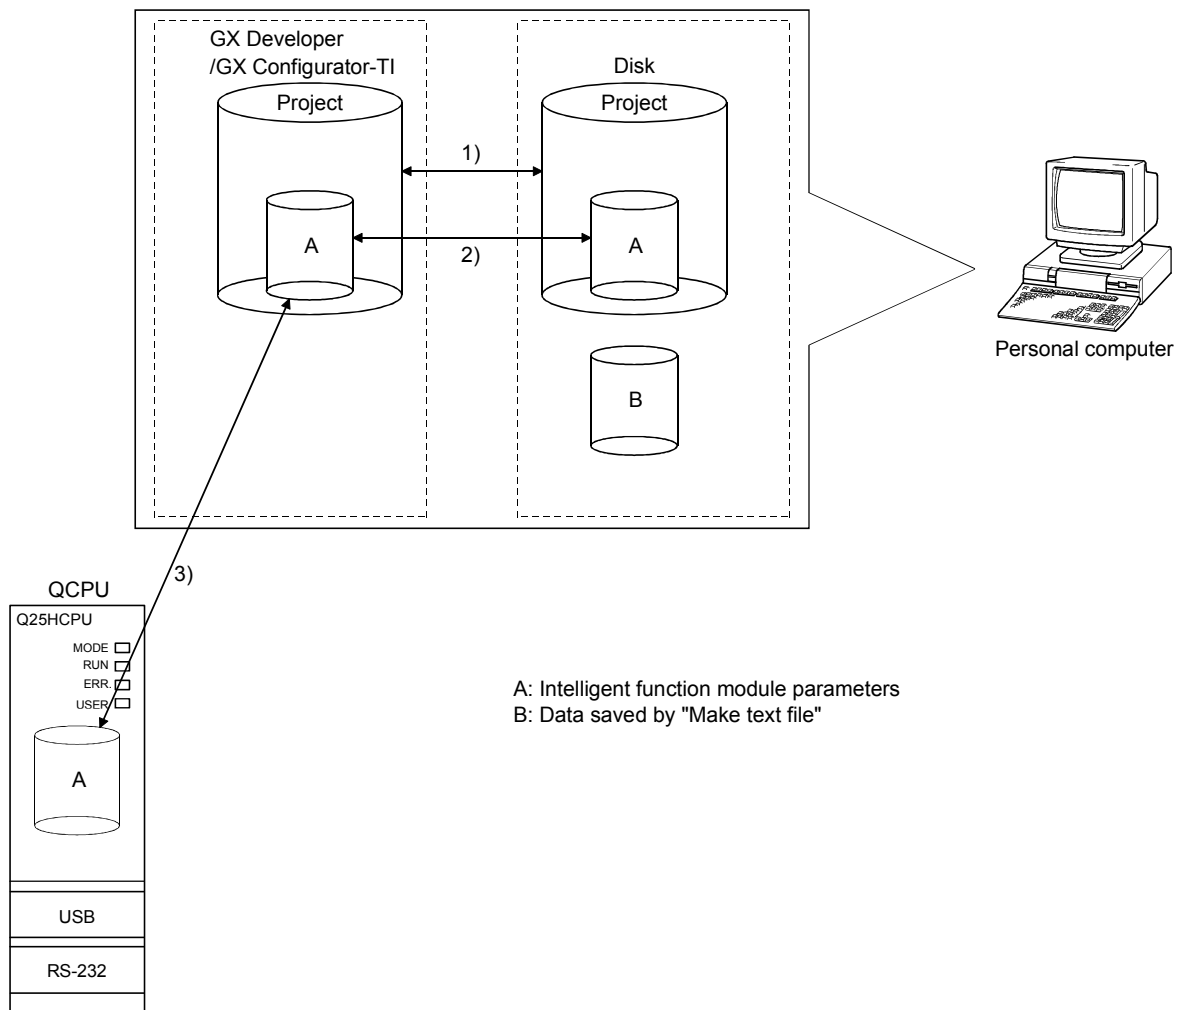 GX Developer
/GX Configurator-TI
Disk
Project
Project
1)
A
2)
A
B
Personal computer
3)
QCPU
Q25HCPU
MODE
RUN
ERR.
USER
A
USB
RS-232
A: Intelligent function module parameters
B: Data saved by "Make text file"